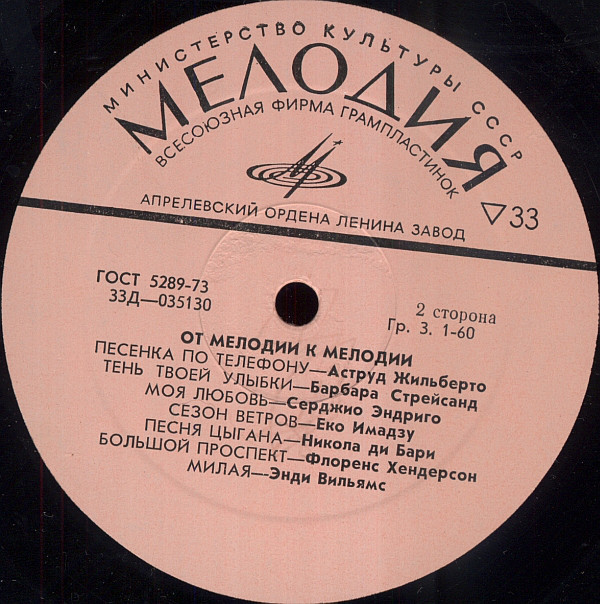 МИНИСТЕРСТВО КУЛЬТУРЫ СССР
МЕЛОДИЯ
ВСЕСОЮЗНАЯ ФИРМА ГРАМПЛАСТИНОК
АПРЕЛЕВСКИЙ ОРДЕНА ЛЕНИНА ЗАВОД
33
ГОСТ 5289-73
33Д—035130
2 сторона
Гр. 3. 1-60
ОТ МЕЛОДИИ К МЕЛОДИИ
ПЕСЕНКА ПО ТЕЛЕФОНУ—Аструд Жильберто
ТЕНЬ ТВОЕЙ УЛЫБКИ—Барбара Стрейсанд
МОЯ ЛЮБОВЬ—Серджио Эндриго
СЕЗОН ВЕТРОВ—Еко Имадзу
ПЕСНЯ ЦЫГАНА—Никола ди Бари
БОЛЬШОЙ ПРОСПЕКТ—Флоренс Хендерсон
МИЛАЯ—Энди Вильямс